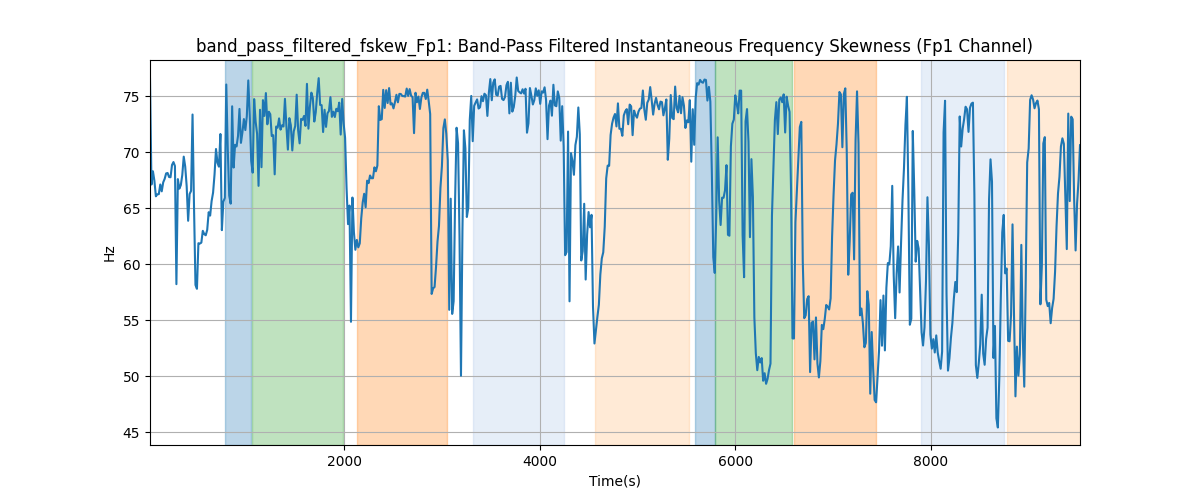 band_pass_filtered_fskew_Fp1: Band-Pass Filtered Instantaneous Frequency Skewness (Fp1 Channel)
75
70
65
60
55
50
45
Hz
2000 4000 6000 8000
Time(s)